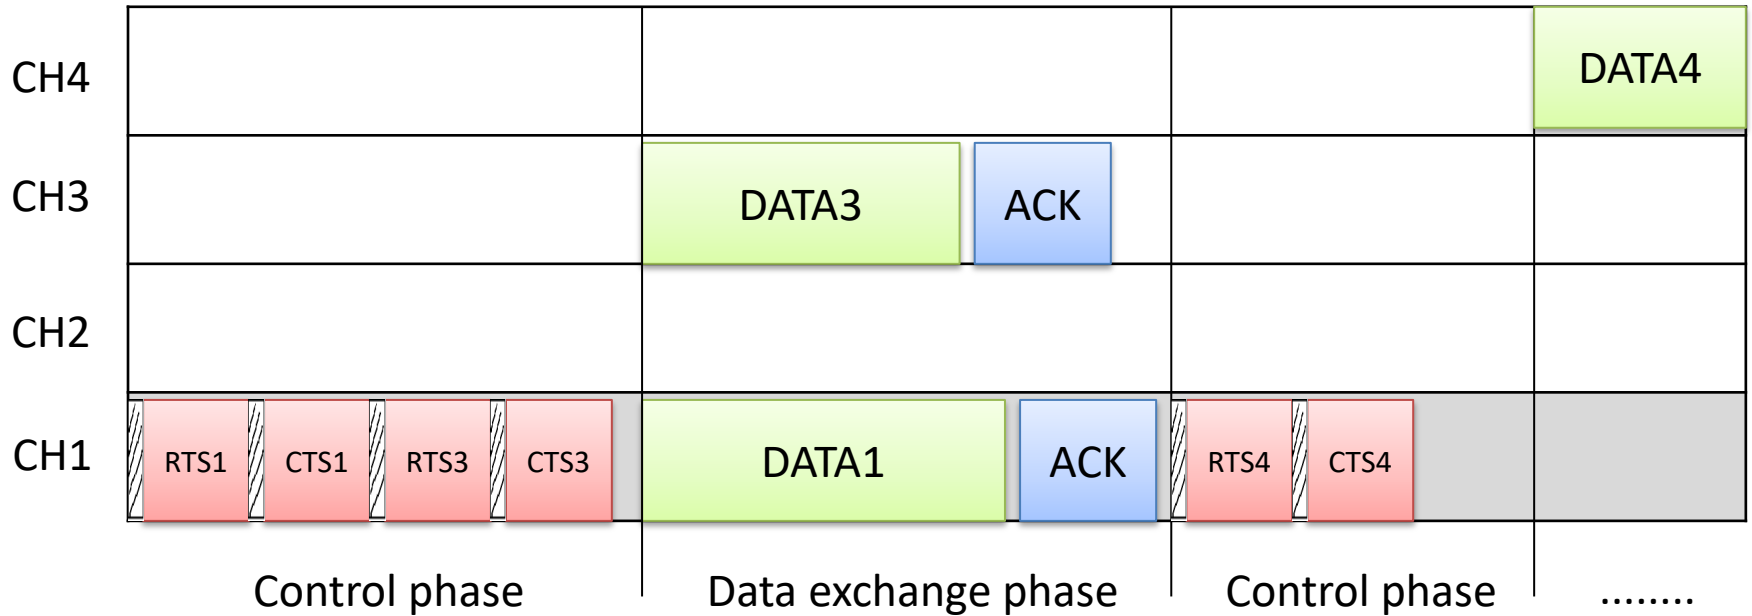 CH4
DATA4
CH3
DATA3
ACK
CH2
CH1
RTS1
CTS1
RTS3
CTS3
DATA1
ACK
RTS4
CTS4
Control phase
Data exchange phase
Control phase
........